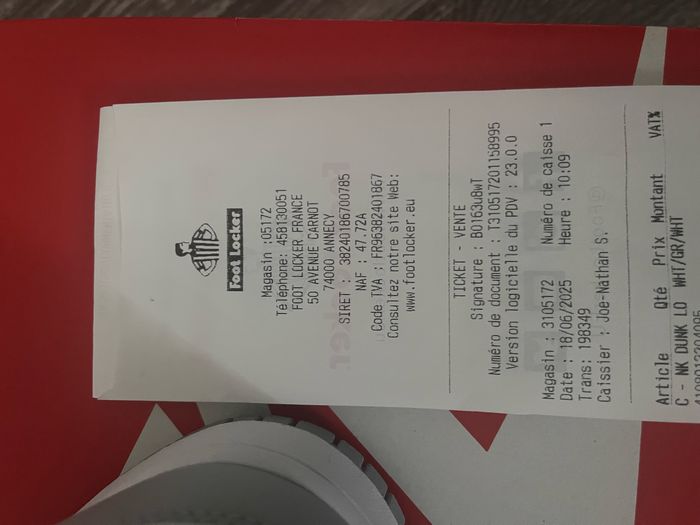 Foot Locker
Magasin :05172
Téléphone: 458130051
FOOT LOCKER FRANCE
50 AVENUE CARNOT
74000 ANNECY
SIRET : 38240186700785
NAF : 47.72A
Code TVA : FR96382401867
Consultez notre site Web:
www.footlocker.eu
TICKET - VENTE
Signature : BO163u8wT
Numéro de document : T310517201158995
Version logicielle du PDV : 23.0.0
Magasin : 3105172 Numéro de caisse 1
Date : 18/06/2025 Heure : 10:09
Trans: 198349
Caissier : Joe-Nathan S.
Article Qté Prix Montant VAT%
C - NK DUNK LO WHT/GR/WHT